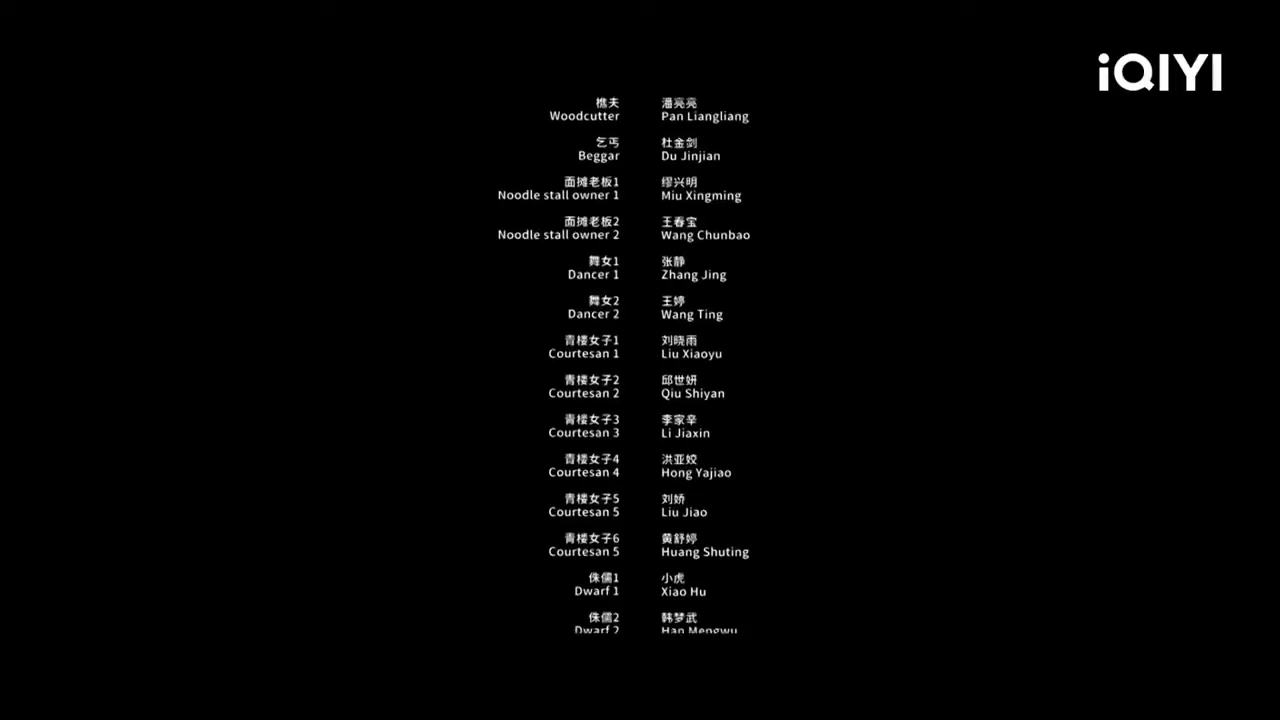 iQIYI
樵夫 潘亮亮
Woodcutter Pan Liangliang
乞丐 杜金剑
Beggar Du Jinjian
面摊老板1 缪兴明
Noodle stall owner 1 Miu Xingming
面摊老板2 王春宝
Noodle stall owner 2 Wang Chunbao
舞女1 张静
Dancer 1 Zhang Jing
舞女2 王婷
Dancer 2 Wang Ting
青楼女子1 刘晓雨
Courtesan 1 Liu Xiaoyu
青楼女子2 邱世妍
Courtesan 2 Qiu Shiyan
青楼女子3 李家辛
Courtesan 3 Li Jiaxin
青楼女子4 洪亚姣
Courtesan 4 Hong Yajiao
青楼女子5 刘娇
Courtesan 5 Liu Jiao
青楼女子6 黄舒婷
Courtesan 5 Huang Shuting
侏儒1 小虎
Dwarf 1 Xiao Hu
侏儒2 韩梦武
Dwarf 2 Han Mengwu